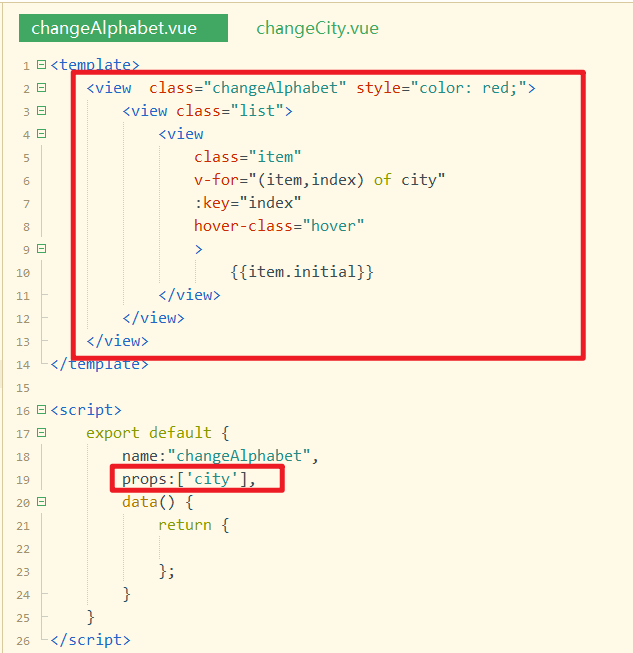 changeAlphabet.vue changeCity.vue
1 <template>
2 <view  class="changeAlphabet" style="color: red;">
3 <view class="list">
4 <view
5 class="item"
6 v-for="(item,index) of city"
7 :key="index"
8 hover-class="hover"
9 >
10 {{item.initial}}
11 </view>
12 </view>
13 </view>
14 </template>
15
16 <script>
17 export default {
18 name:"changeAlphabet",
19 props:['city'],
20 data() {
21 return {
22
23 };
24 }
25 }
26 </script>